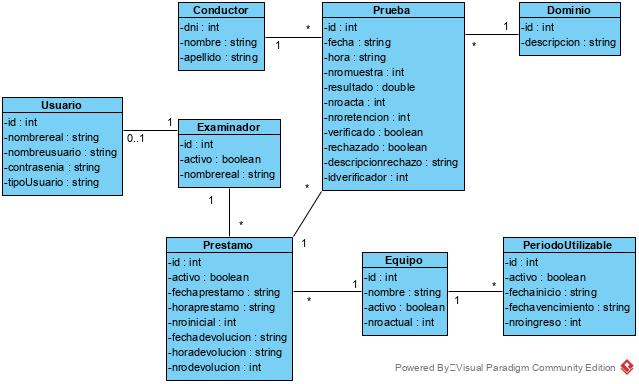 Conductor
-dni : int
-nombre : string
-apellido : string
*
1
Prueba
-id : int
-fecha : string
-hora : string
-nromuestra : int
-resultado : double
-nroacta : int
-nroretencion : int
-verificado : boolean
-rechazado : boolean
-descripcionrechazo : string
-idverificador : int
1
*
Dominio
-id : int
-descripcion : string
Usuario
-id : int
-nombrereal : string
-nombreusuario : string
-contrasenia : string
-tipoUsuario : string
1
0..1
Examinador
-id : int
-activo : boolean
-nombrereal : string
1
*
*
1
Prestamo
-id : int
-activo : boolean
-fechaprestamo : string
-horaprestamo : string
-nroinicial : int
-fechadevolucion : string
-horadevolucion : string
-nrodevolucion : int
1
*
Equipo
-id : int
-nombre : string
-activo : boolean
-nroactual : int
*
1
PeriodoUtilizable
-id : int
-activo : boolean
-fechainicio : string
-fechavencimiento : string
-nroingreso : int
Powered By Visual Paradigm Community Edition